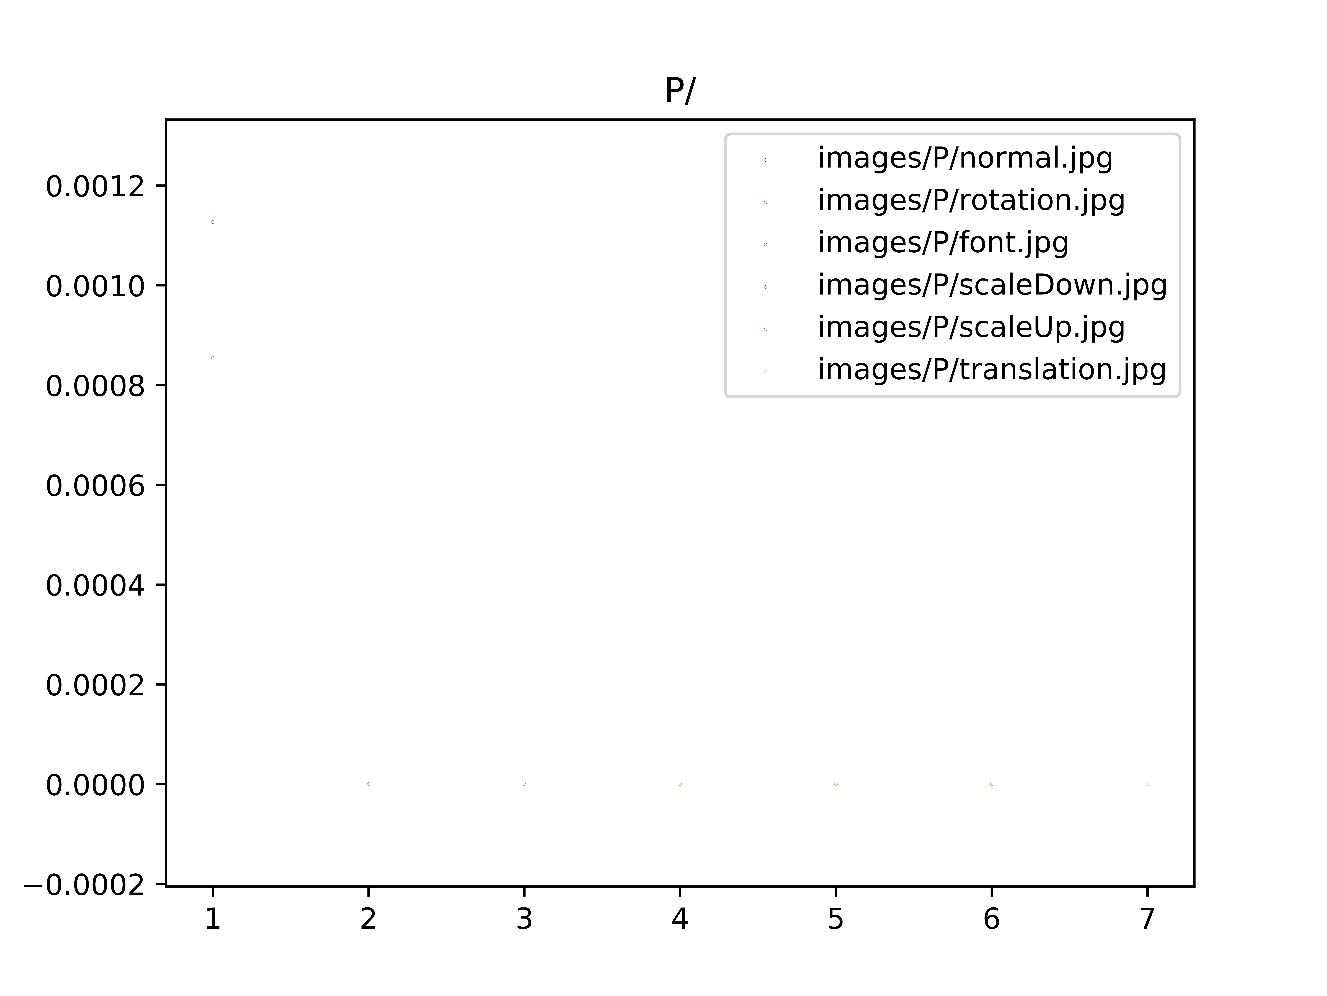 P/
images/P/normal.jpg
images/P/rotation.jpg
images/P/font.jpg
images/P/scaleDown.jpg
images/P/scaleUp.jpg
images/P/translation.jpg
0.0012
0.0010
0.0008
0.0006
0.0004
0.0002
0.0000
−0.0002
1 2 3 4 5 6 7